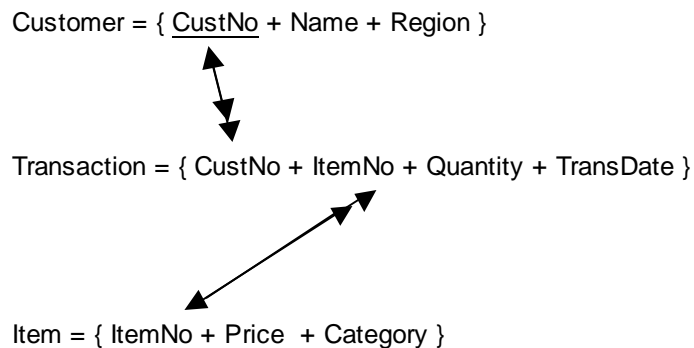 Customer = { CustNo + Name + Region }
Transaction = { CustNo + ItemNo + Quantity + TransDate }
Item = { ItemNo + Price + Category }